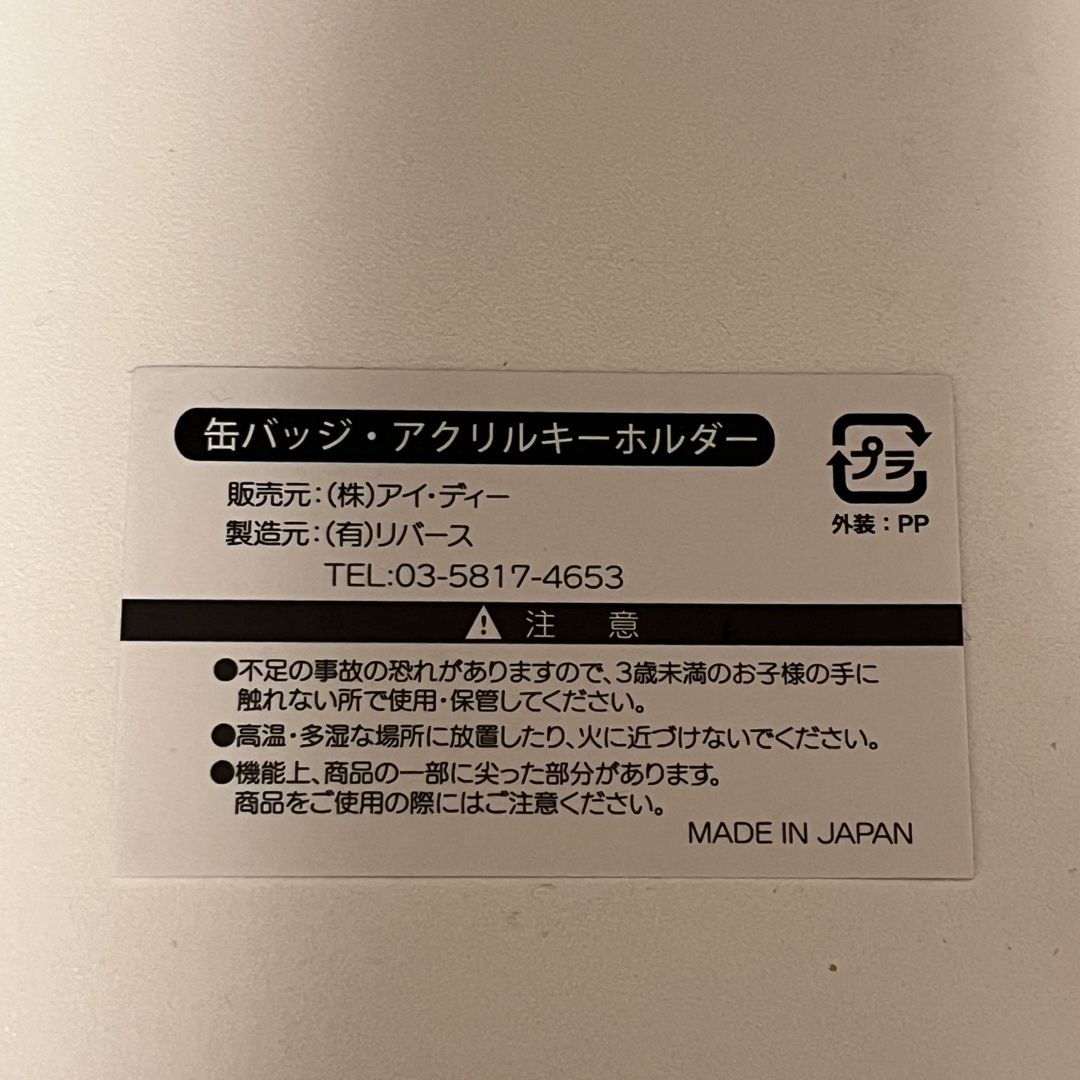 缶バッジ・アクリルキーホルダー
プラ
外装：PP
販売元：(株)アイ・ディー
製造元：(有)リバース
TEL:03-5817-4653
注　意
●不足の事故の恐れがありますので、3歳未満のお子様の手に
触れない所で使用・保管してください。
●高温・多湿な場所に放置したり、火に近づけないでください。
●機能上、商品の一部に尖った部分があります。
商品をご使用の際にはご注意ください。
MADE IN JAPAN